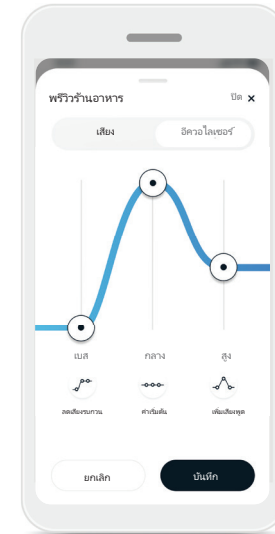 พรีวิวร้านอาหาร ปิด ×
เสียง อีควอไลเซอร์
เบส กลาง สูง
ลดเสียงรบกวน ค่าเริ่มต้น เพิ่มเสียงพูด
ยกเลิก บันทึก